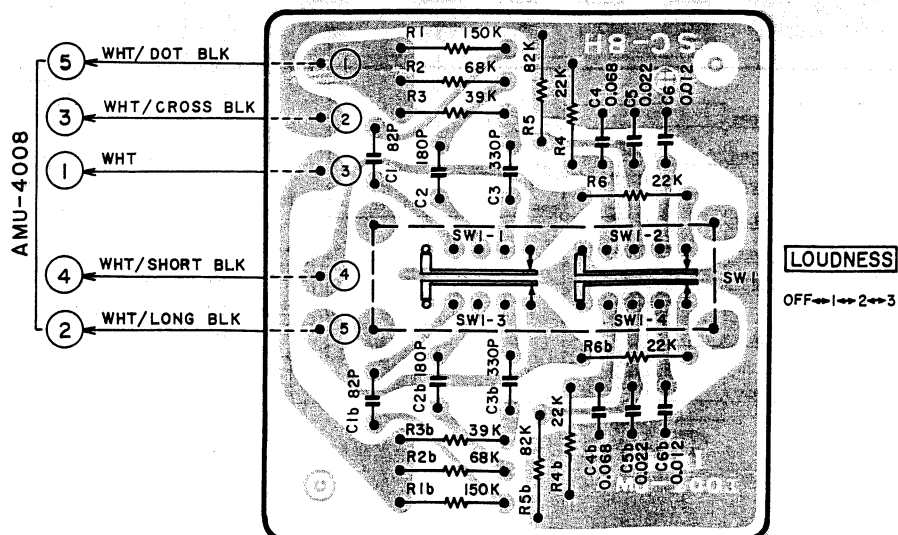 AMU-4008
5 WHT/DOT BLK 1
3 WHT/CROSS BLK 2
1 WHT 3
4 WHT/SHORT BLK 4
2 WHT/LONG BLK 5
R1 150K
R2 68K
R3 39K
82K
R5
22K
R4
C4 0.068
C5 0.022
C6 0.012
SC-8H
C1 82P
C2 180P
C3 330P
R6 22K
SW1-1
SW1-2
SW1
SW1-3
SW1-4
LOUDNESS
OFF↔1↔2↔3
R6b 22K
C1b 82P
C2b 180P
C3b 330P
R3b 39K
R2b 68K
R1b 150K
82K
R5b
22K
R4b
C4b 0.068
C5b 0.022
C6b 0.012